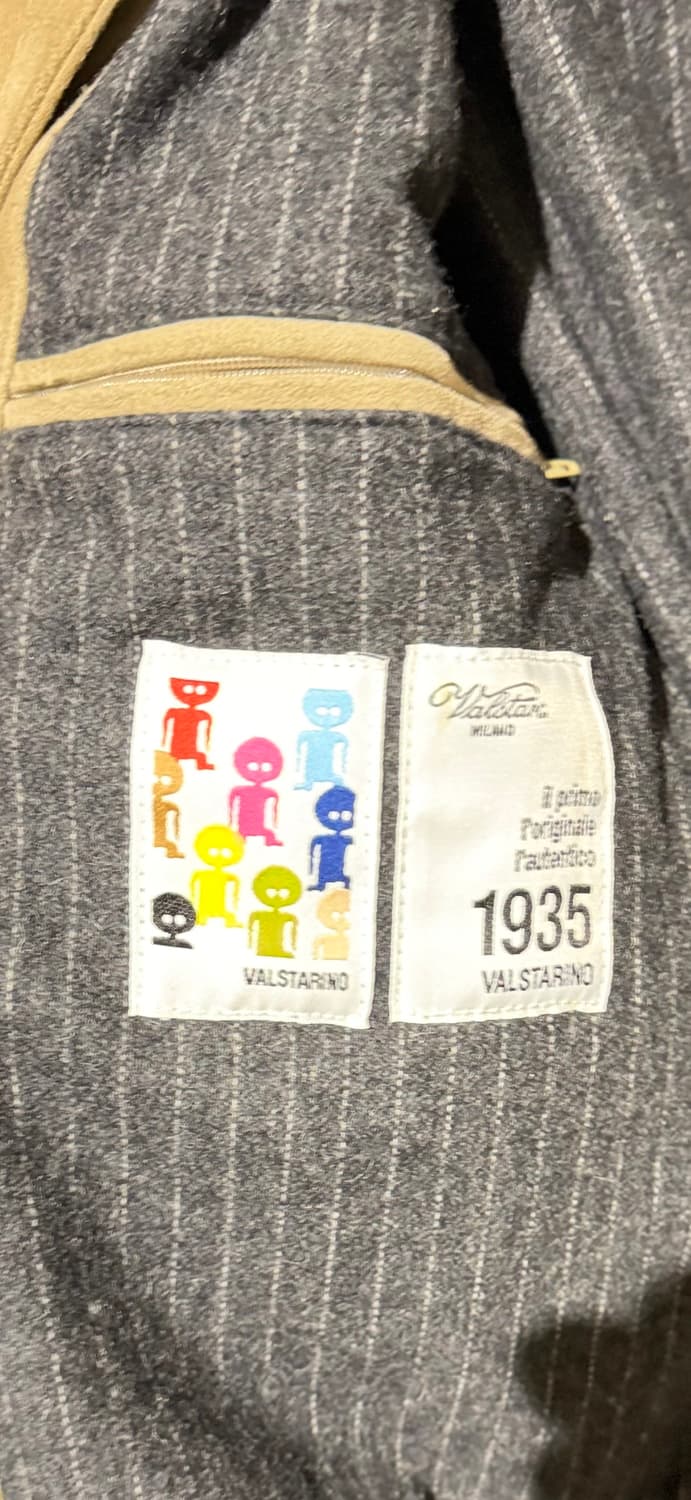 VALSTARINO
Valstar
MILANO
il primo
l'originale
l'autentico
1935
VALSTARINO